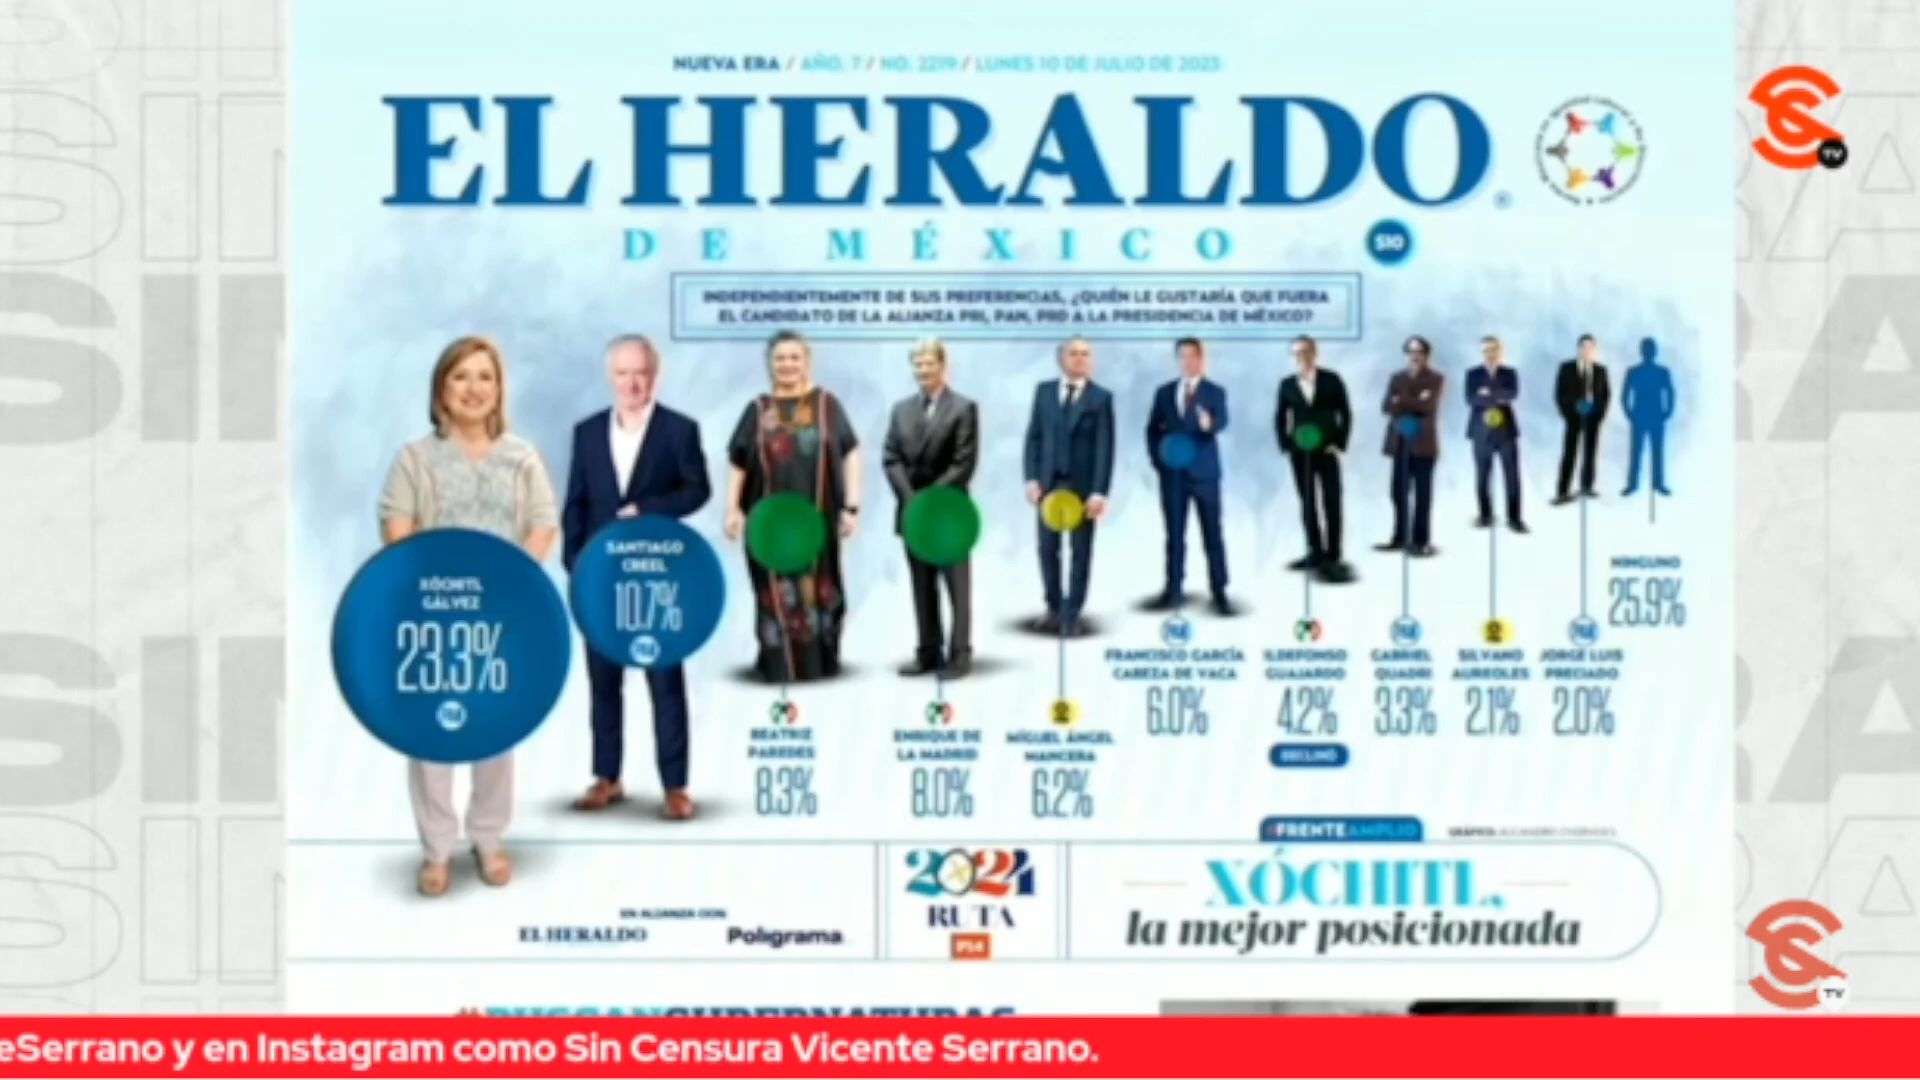 NUEVA ERA / AÑO. 7 / NO. 2219 / LUNES 10 DE JULIO DE 2023
EL HERALDO
DE MÉXICO
$10
INDEPENDIENTEMENTE DE SUS PREFERENCIAS, ¿QUIÉN LE GUSTARÍA QUE FUERA
EL CANDIDATO DE LA ALIANZA PRI, PAN, PRD A LA PRESIDENCIA DE MÉXICO?
XÓCHITL
GÁLVEZ
23.3%
SANTIAGO
CREEL
10.7%
BEATRIZ
PAREDES
8.3%
ENRIQUE DE
LA MADRID
8.0%
MIGUEL ÁNGEL
MANCERA
6.2%
FRANCISCO GARCÍA
CABEZA DE VACA
6.0%
ILDEFONSO
GUAJARDO
4.2%
DECLINÓ
GABRIEL
QUADRI
3.3%
SILVANO
AUREOLES
2.1%
JORGE LUIS
PRECIADO
2.0%
NINGUNO
25.9%
EN ALIANZA CON
EL HERALDO
Poligrama
2024
RUTA
P14
#FRENTEAMPLIO
XÓCHITL,
la mejor posicionada
eSerrano y en Instagram como Sin Censura Vicente Serrano.
TV
TV